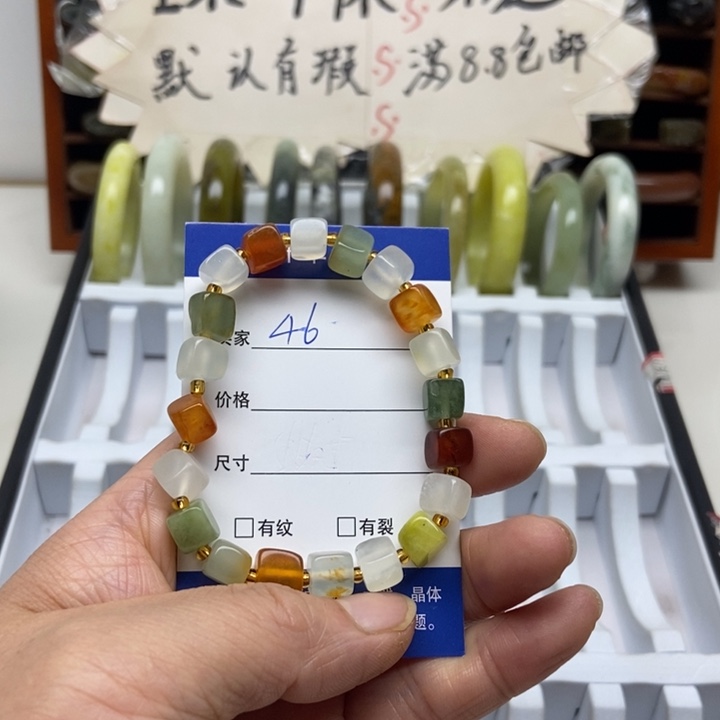 默认有瑕 满8.8包邮
家 46
价格
尺寸
□有纹 □有裂
晶体
题。